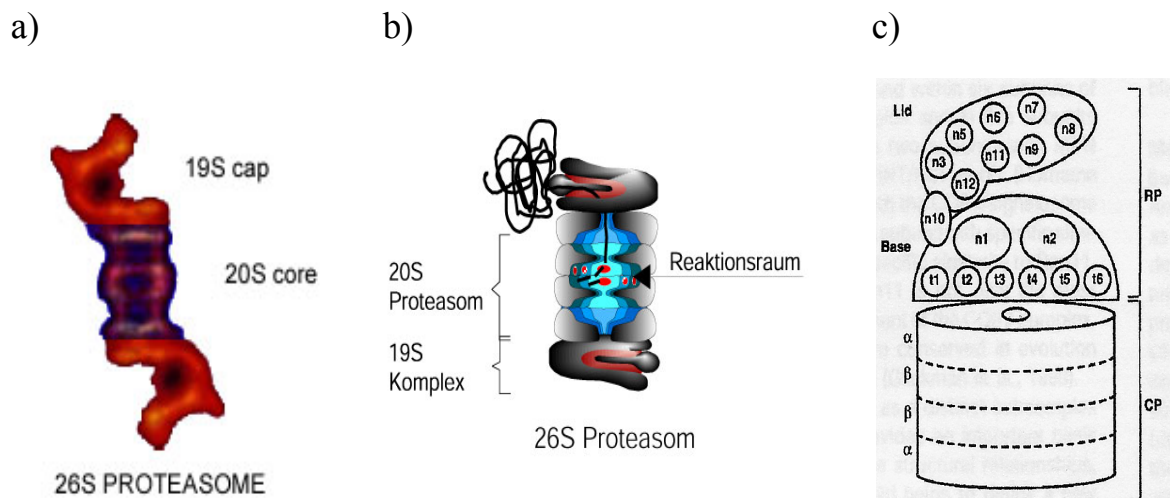 a)
b)
c)
19S cap
20S core
26S PROTEASOME
20S
Proteasom
19S
Komplex
Reaktionsraum
26S Proteasom
Lid
n7
n6
n5
n8
n11
n9
n3
n12
n10
Base
n1
n2
t1
t2
t3
t4
t5
t6
RP
α
β
β
α
CP